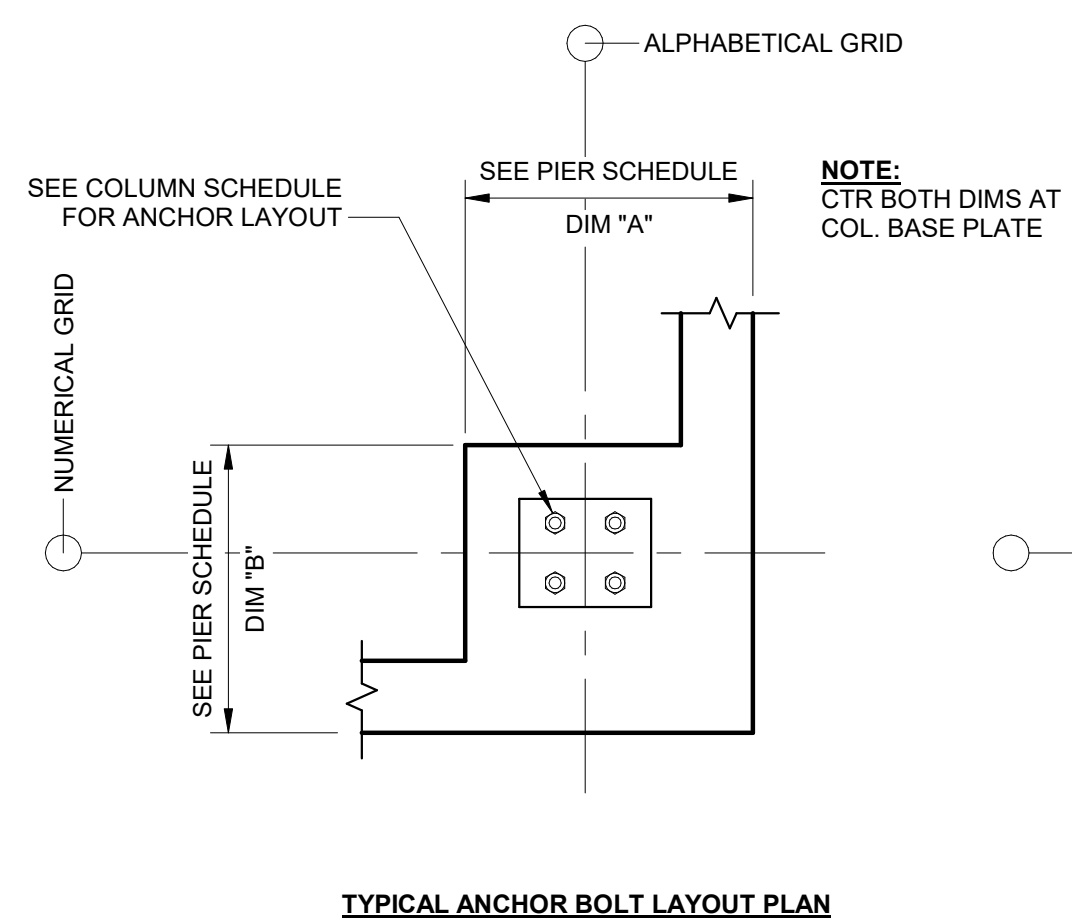 ALPHABETICAL GRID
SEE PIER SCHEDULE
DIM "A"
NOTE:
CTR BOTH DIMS AT
COL. BASE PLATE
SEE COLUMN SCHEDULE
FOR ANCHOR LAYOUT
NUMERICAL GRID
SEE PIER SCHEDULE
DIM "B"
TYPICAL ANCHOR BOLT LAYOUT PLAN